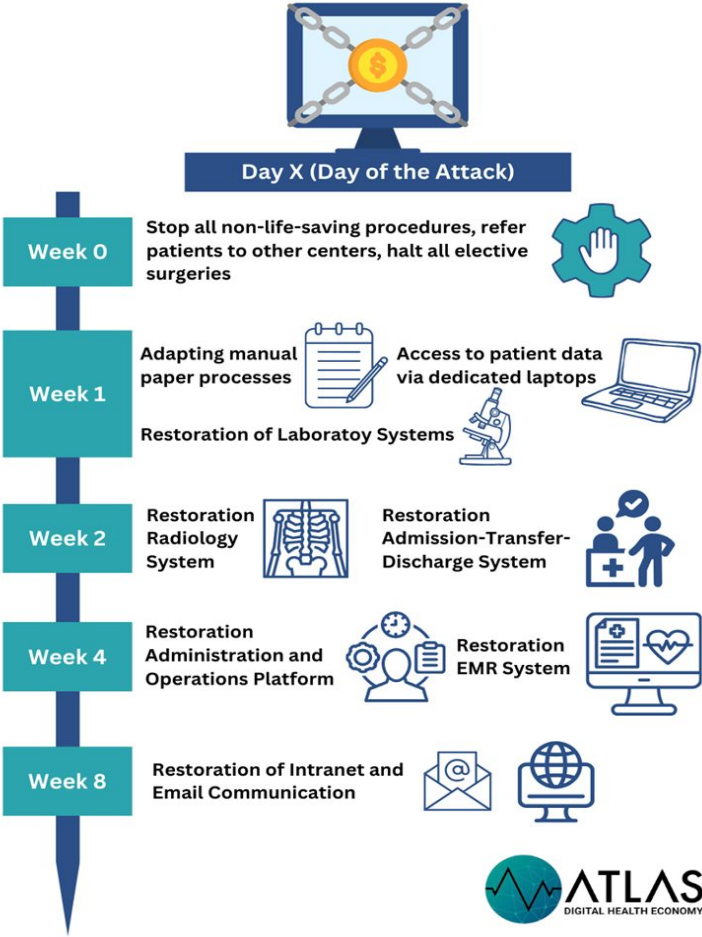 $
Day X (Day of the Attack)
Week 0
Stop all non-life-saving procedures, refer
patients to other centers, halt all elective
surgeries
Week 1
Adapting manual
paper processes
Access to patient data
via dedicated laptops
Restoration of Laboratoy Systems
Week 2
Restoration
Radiology
System
Restoration
Admission-Transfer-
Discharge System
Week 4
Restoration
Administration and
Operations Platform
Restoration
EMR System
Week 8
Restoration of Intranet and
Email Communication
@
ATLAS
DIGITAL HEALTH ECONOMY